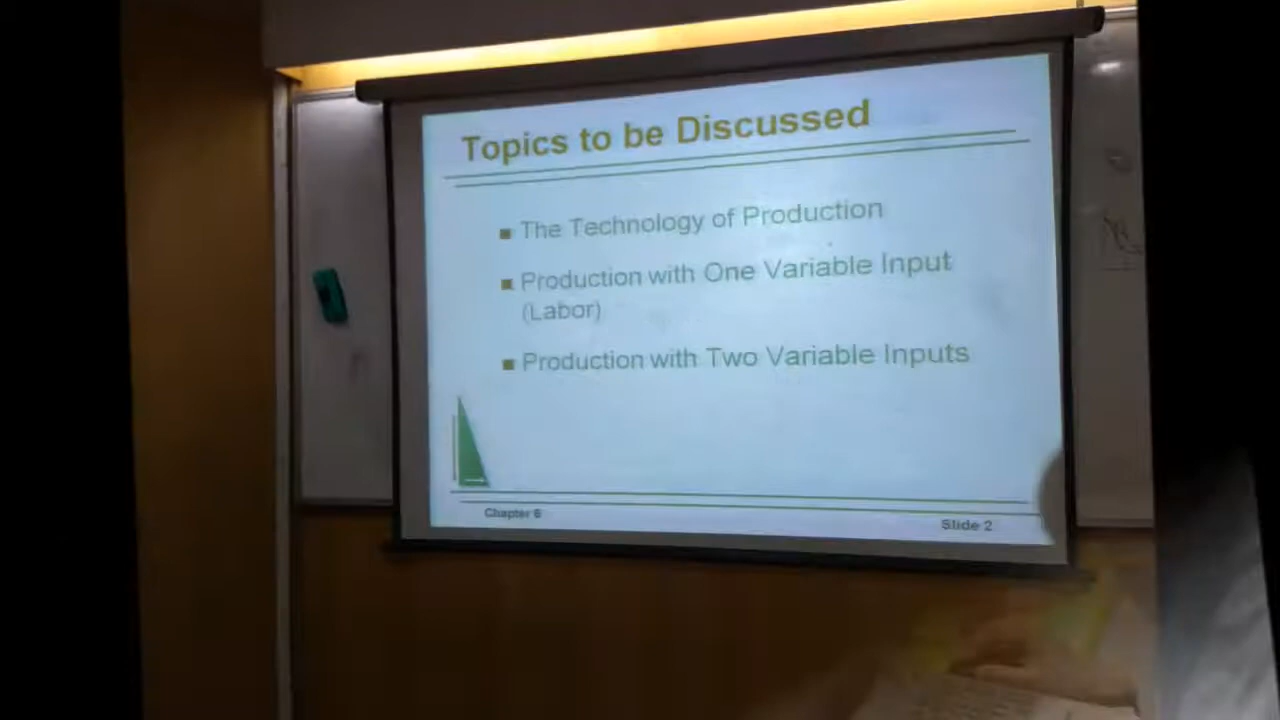 Topics to be Discussed
The Technology of Production
Production with One Variable Input
(Labor)
Production with Two Variable Inputs
Chapter 6
Slide 2